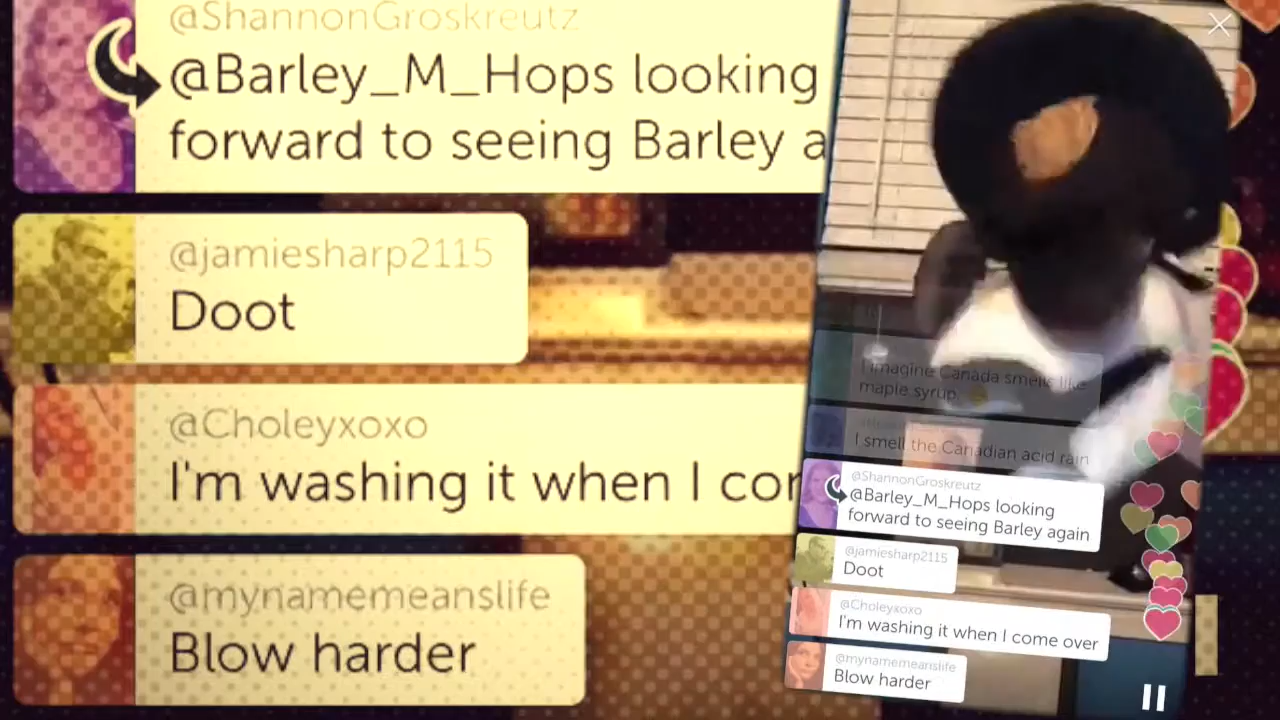 @ShannonGroskreutz
@Barley_M_Hops looking
forward to seeing Barley a
@jamiesharp2115
Doot
@Choleyxoxo
I'm washing it when I co
@mynamemeanslife
Blow harder
I imagine Canada smells like
maple syrup
I smell the Canadian acid rain
@ShannonGroskreutz
@Barley_M_Hops looking
forward to seeing Barley again
@jamiesharp2115
Doot
@Choleyxoxo
I'm washing it when I come over
@mynamemeanslife
Blow harder